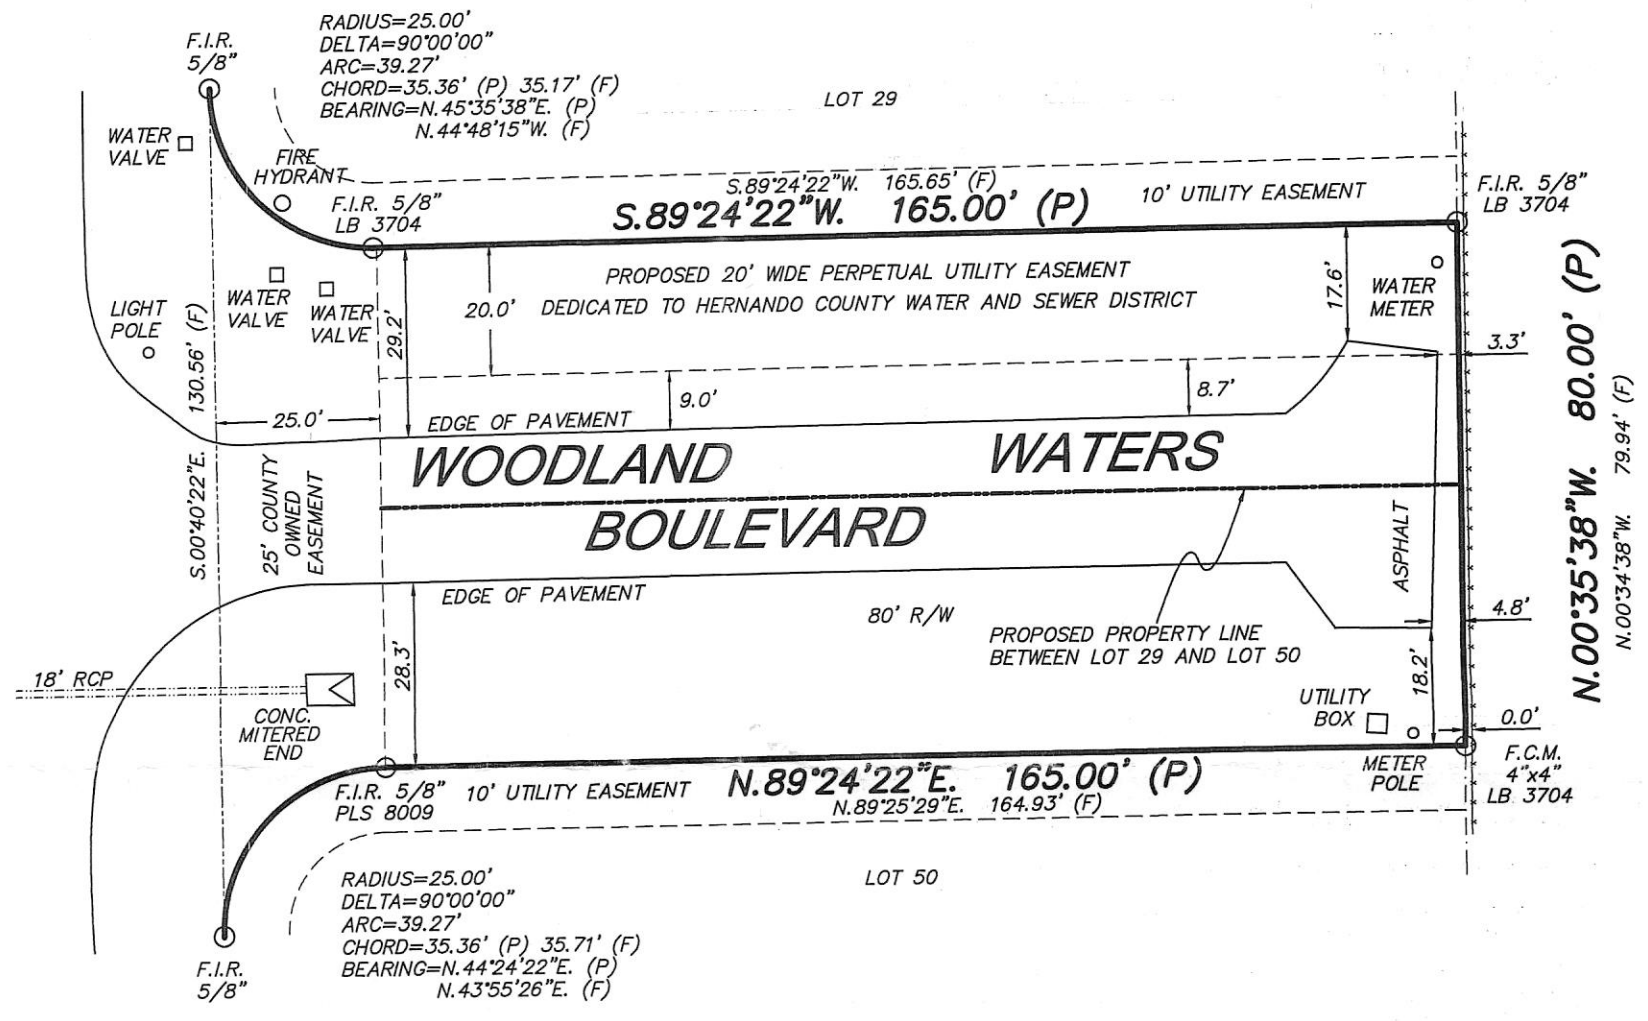 RADIUS=25.00'
DELTA=90°00'00"
ARC=39.27'
CHORD=35.36' (P) 35.17' (F)
BEARING=N.45°35'38"E. (P)
N.44°48'15"W. (F)
F.I.R.
5/8"
LOT 29
WATER
VALVE
FIRE
HYDRANT
F.I.R. 5/8"
LB 3704
S.89°24'22"W. 165.65' (F)
S.89°24'22"W. 165.00' (P)
10' UTILITY EASEMENT
F.I.R. 5/8"
LB 3704
PROPOSED 20' WIDE PERPETUAL UTILITY EASEMENT
DEDICATED TO HERNANDO COUNTY WATER AND SEWER DISTRICT
20.0'
29.2'
17.6'
WATER
METER
WATER
VALVE
WATER
VALVE
LIGHT
POLE
S.00°40'22"E. 130.56' (F)
3.3'
N.00°35'38"W. 80.00' (P)
N.00°34'38"W. 79.94' (F)
25.0'
EDGE OF PAVEMENT
9.0'
8.7'
WOODLAND WATERS
BOULEVARD
25' COUNTY
OWNED
EASEMENT
ASPHALT
EDGE OF PAVEMENT
80' R/W
PROPOSED PROPERTY LINE
BETWEEN LOT 29 AND LOT 50
4.8'
28.3'
18.2'
18' RCP
CONC.
MITERED
END
UTILITY
BOX
0.0'
METER
POLE
F.C.M.
4"x4"
LB 3704
F.I.R. 5/8"
PLS 8009
10' UTILITY EASEMENT
N.89°24'22"E. 165.00' (P)
N.89°25'29"E. 164.93' (F)
LOT 50
RADIUS=25.00'
DELTA=90°00'00"
ARC=39.27'
CHORD=35.36' (P) 35.71' (F)
BEARING=N.44°24'22"E. (P)
N.43°55'26"E. (F)
F.I.R.
5/8"